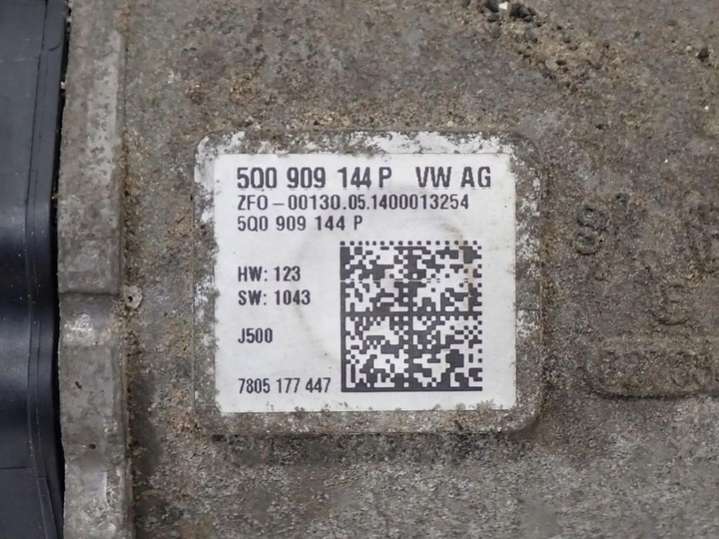 5Q0 909 144 P VW AG
ZFO-00130.05.1400013254
5Q0 909 144 P
HW: 123
SW: 1043
J500
7805 177 447